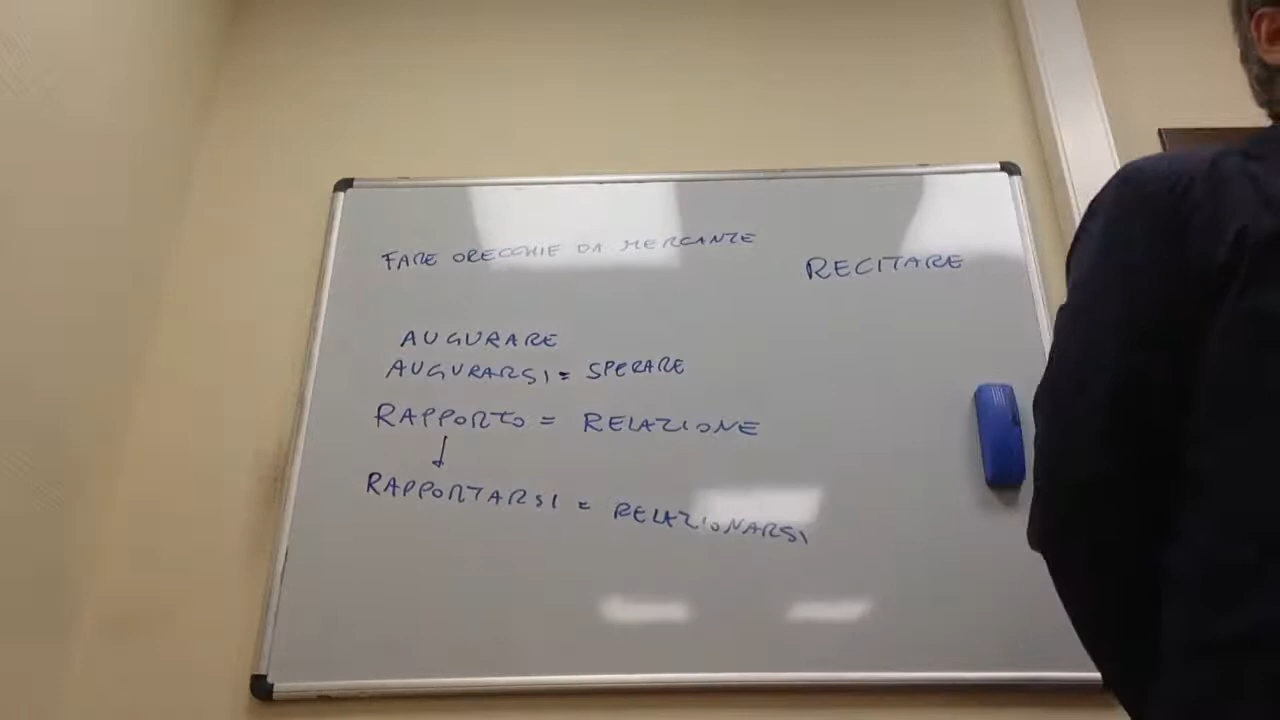 FARE ORECCHIE DA MERCANTE
RECITARE
AUGURARE
AUGURARSI = SPERARE
RAPPORTO = RELAZIONE
↓
RAPPORTARSI = RELAZIONARSI